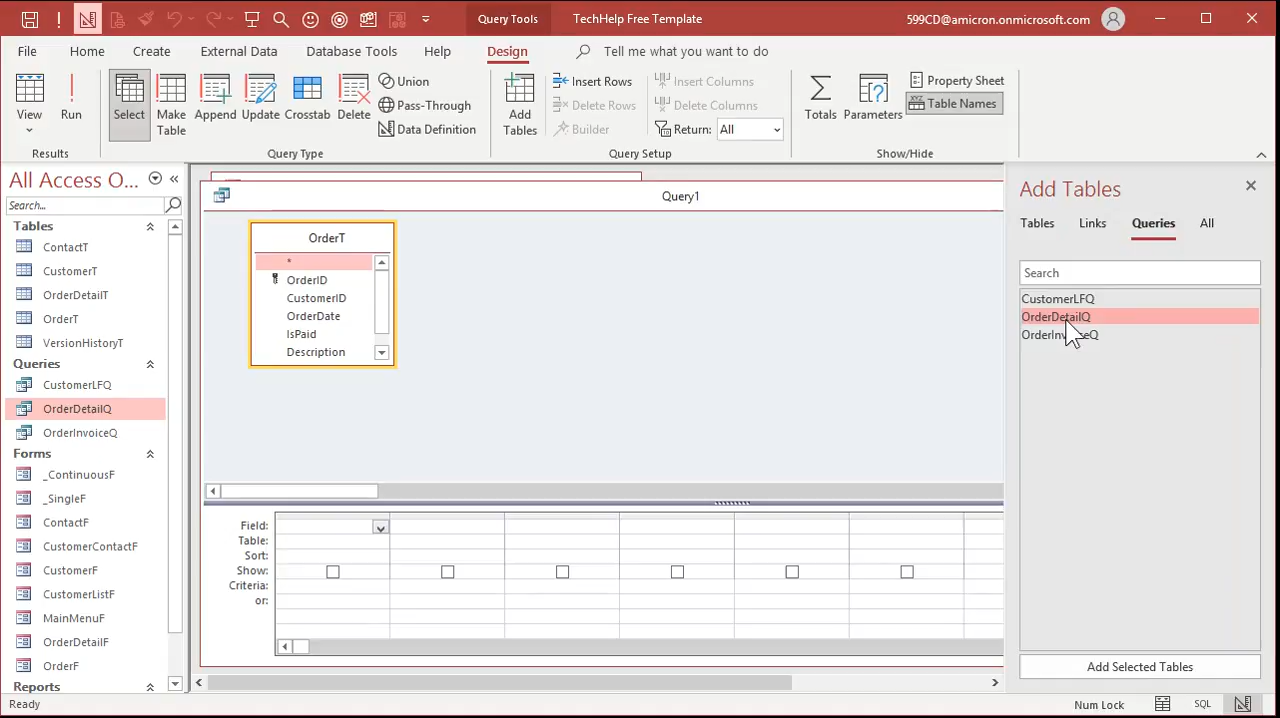 Query Tools
TechHelp Free Template
599CD@amicron.onmicrosoft.com
File
Home
Create
External Data
Database Tools
Help
Design
Tell me what you want to do
View
Run
Select
Make Table
Append
Update
Crosstab
Delete
Union
Pass-Through
Data Definition
Add Tables
Insert Rows
Delete Rows
Builder
Insert Columns
Delete Columns
Return: All
Totals
Parameters
Property Sheet
Table Names
Results
Query Type
Query Setup
Show/Hide
All Access O...
Search...
Tables
ContactT
CustomerT
OrderDetailT
OrderT
VersionHistoryT
Queries
CustomerLFQ
OrderDetailQ
OrderInvoiceQ
Forms
_ContinuousF
_SingleF
ContactF
CustomerContactF
CustomerF
CustomerListF
MainMenuF
OrderDetailF
OrderF
Reports
Query1
OrderT
*
OrderID
CustomerID
OrderDate
IsPaid
Description
Field:
Table:
Sort:
Show:
Criteria:
or:
Add Tables
Tables
Links
Queries
All
Search
CustomerLFQ
OrderDetailQ
OrderInvoiceQ
Add Selected Tables
Ready
Num Lock
SQL